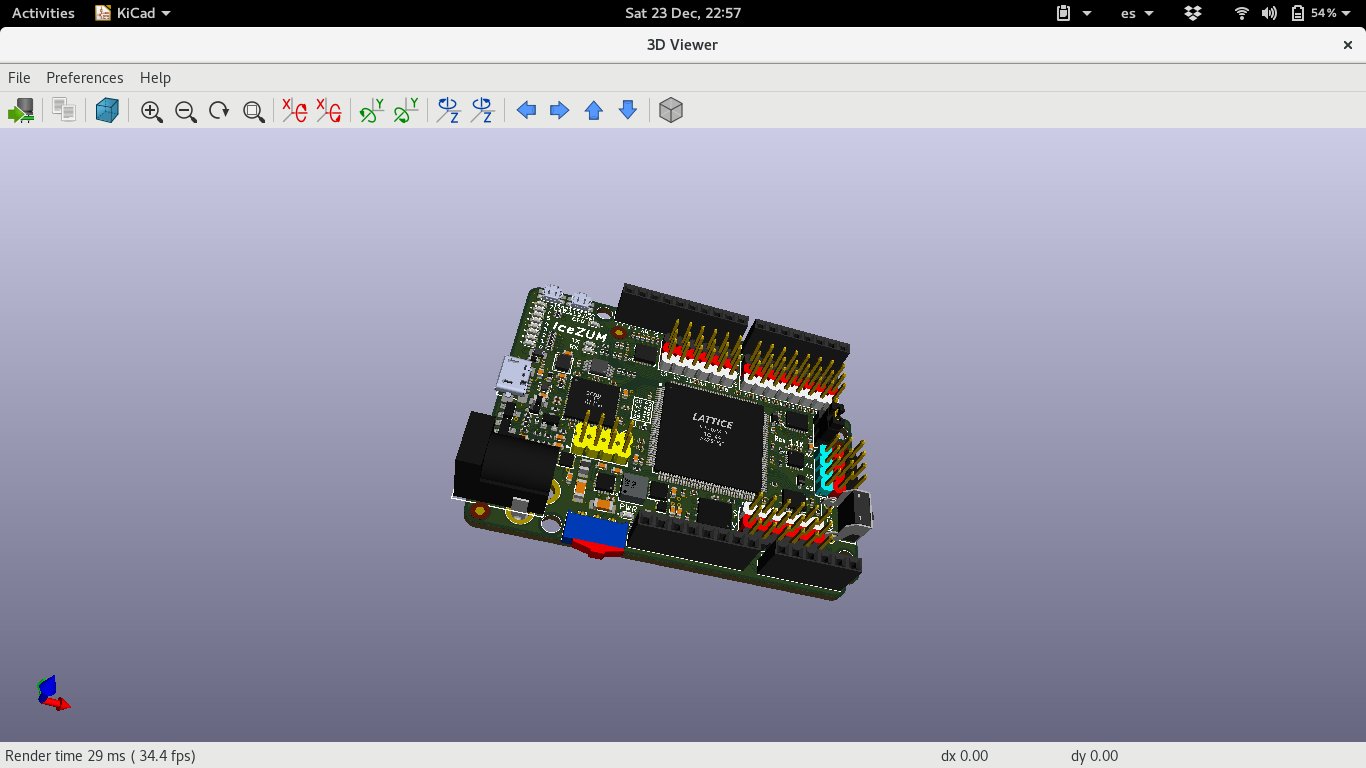 Activities KiCad Sat 23 Dec, 22:57 es 54%
3D Viewer ×
File Preferences Help
X X Y Y Z Z
IceZUM
LATTICE
PWR
Render time 29 ms ( 34.4 fps) dx 0.00 dy 0.00